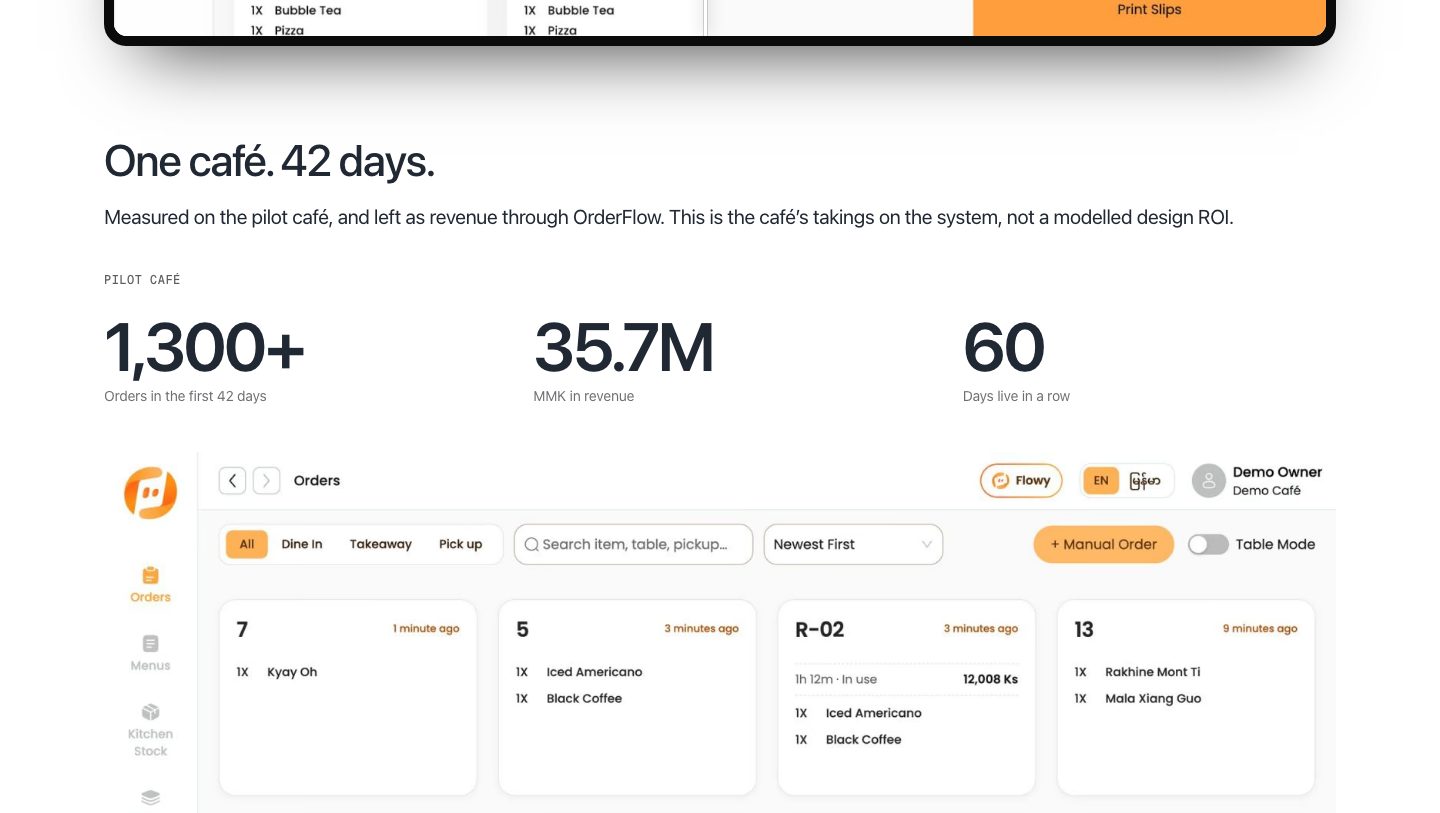 1X Bubble Tea
1X Pizza
1X Bubble Tea
1X Pizza
Print Slips
One café. 42 days.
Measured on the pilot café, and left as revenue through OrderFlow. This is the café’s takings on the system, not a modelled design ROI.
PILOT CAFÉ
1,300+
Orders in the first 42 days
35.7M
MMK in revenue
60
Days live in a row
Orders
Flowy
EN
မြန်မာ
Demo Owner
Demo Café
All
Dine In
Takeaway
Pick up
Search item, table, pickup...
Newest First
+ Manual Order
Table Mode
Orders
Menus
Kitchen
Stock
7
1 minute ago
1X Kyay Oh
5
3 minutes ago
1X Iced Americano
1X Black Coffee
R-02
3 minutes ago
1h 12m · In use
12,008 Ks
1X Iced Americano
1X Black Coffee
13
9 minutes ago
1X Rakhine Mont Ti
1X Mala Xiang Guo